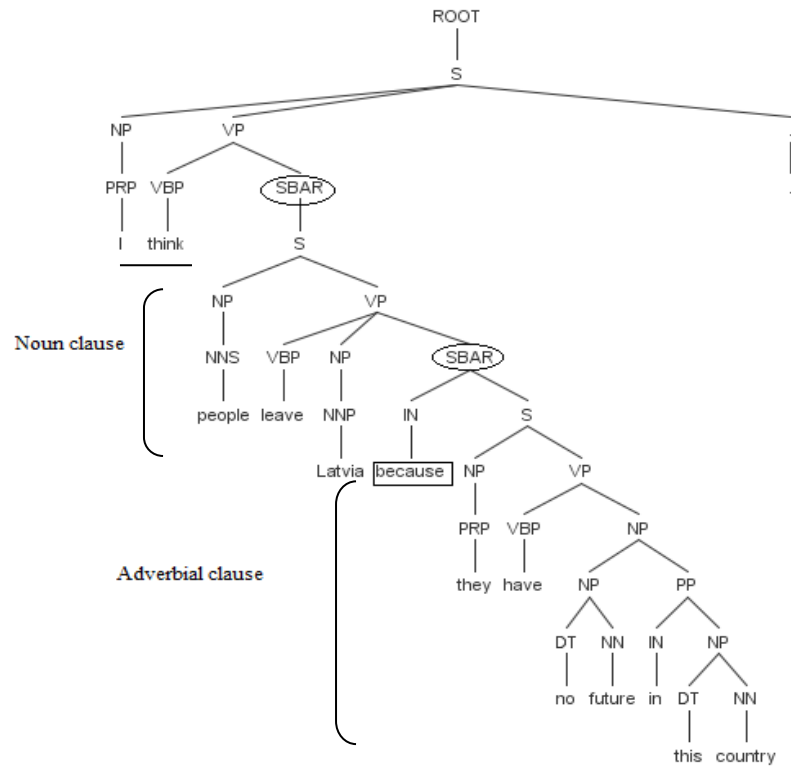 ROOT
S
NP VP
PRP VBP SBAR
I think S
NP VP
Noun clause
NNS VBP NP SBAR
people leave NNP IN S
Latvia because NP VP
PRP VBP NP
Adverbial clause
they have NP PP
DT NN IN NP
no future in DT NN
this country